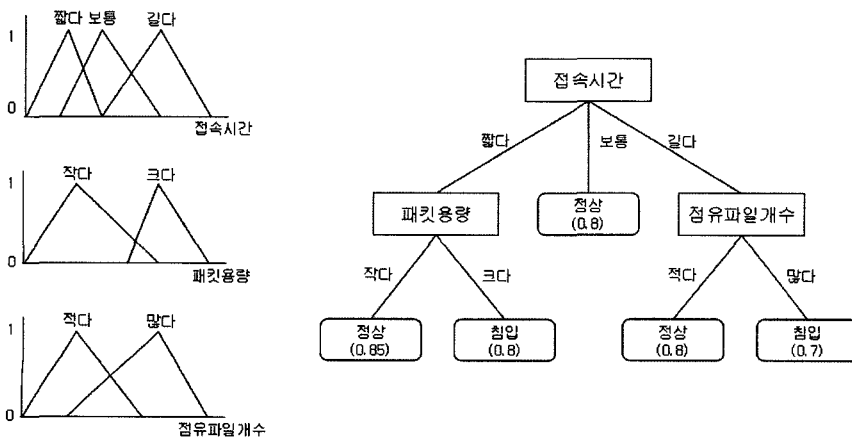 짧다 보통 길다
1
0
접속시간
작다 크다
1
0
패킷용량
적다 많다
1
0
점유파일개수
접속시간
짧다 보통 길다
패킷용량
정상
(0.8)
점유파일개수
작다 크다
적다 많다
정상
(0.85)
침입
(0.8)
정상
(0.8)
침입
(0.7)